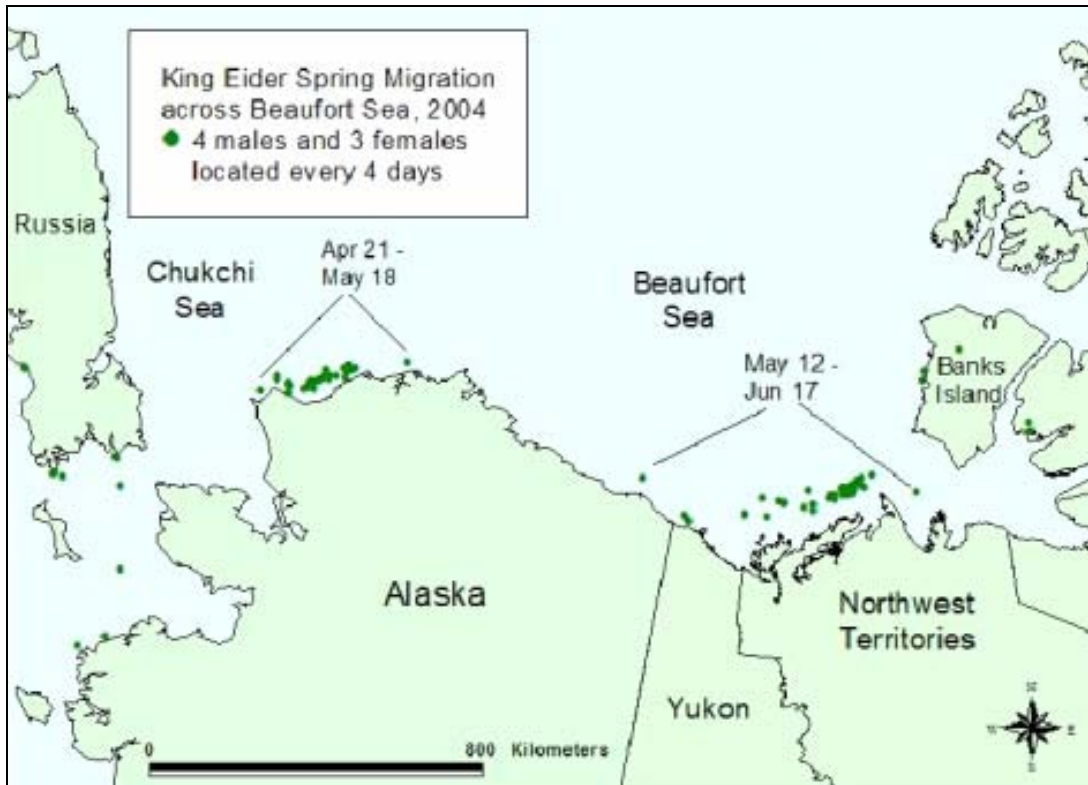 King Eider Spring Migration
across Beaufort Sea, 2004
4 males and 3 females
located every 4 days
Russia
Chukchi
Sea
Apr 21 -
May 18
Beaufort
Sea
May 12 -
Jun 17
Banks
Island
Alaska
Northwest
Territories
Yukon
0
800 Kilometers